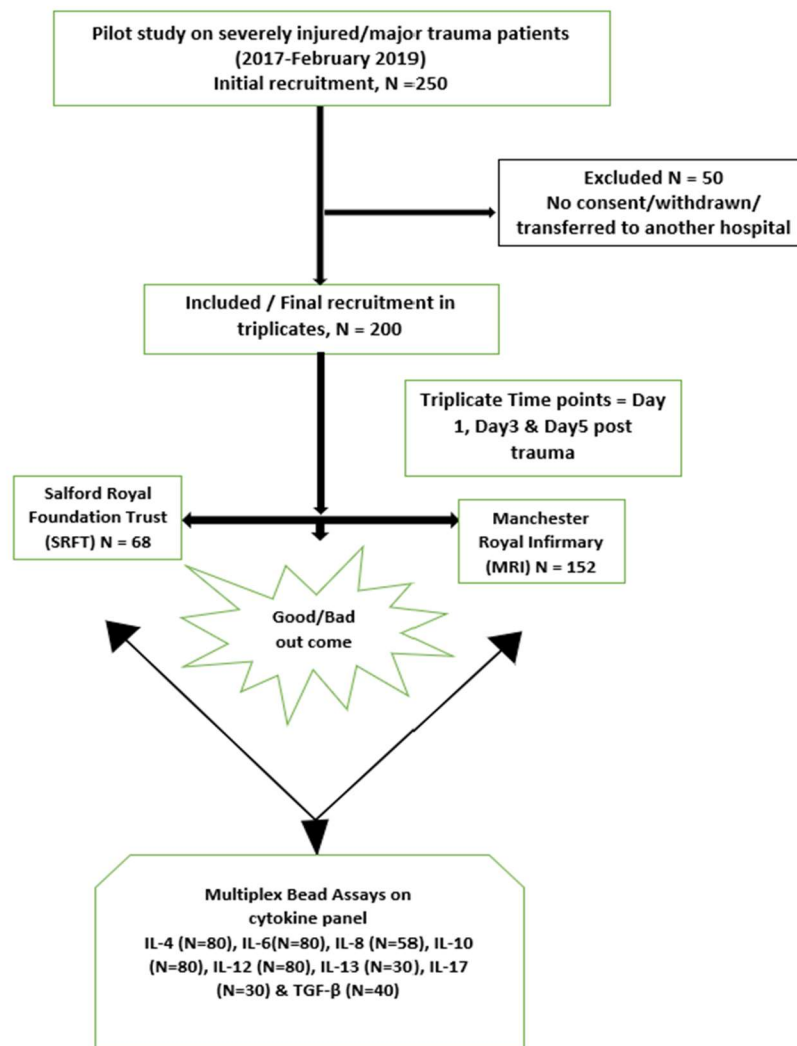 Pilot study on severely injured/major trauma patients
(2017-February 2019)
Initial recruitment, N =250
Excluded N = 50
No consent/withdrawn/
transferred to another hospital
Included / Final recruitment in
triplicates, N = 200
Triplicate Time points = Day
1, Day3 & Day5 post
trauma
Salford Royal
Foundation Trust
(SRFT) N = 68
Manchester
Royal Infirmary
(MRI) N = 152
Good/Bad
out come
Multiplex Bead Assays on
cytokine panel
IL-4 (N=80), IL-6(N=80), IL-8 (N=58), IL-10
(N=80), IL-12 (N=80), IL-13 (N=30), IL-17
(N=30) & TGF-β (N=40)